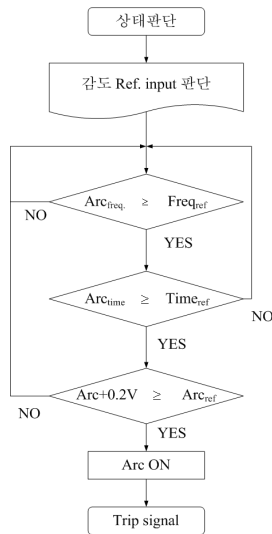 상태판단
감도 Ref. input 판단
Arc_freq. ≥ Freq_ref
NO
YES
Arc_time ≥ Time_ref
NO
YES
Arc+0.2V ≥ Arc_ref
NO
YES
Arc ON
Trip signal